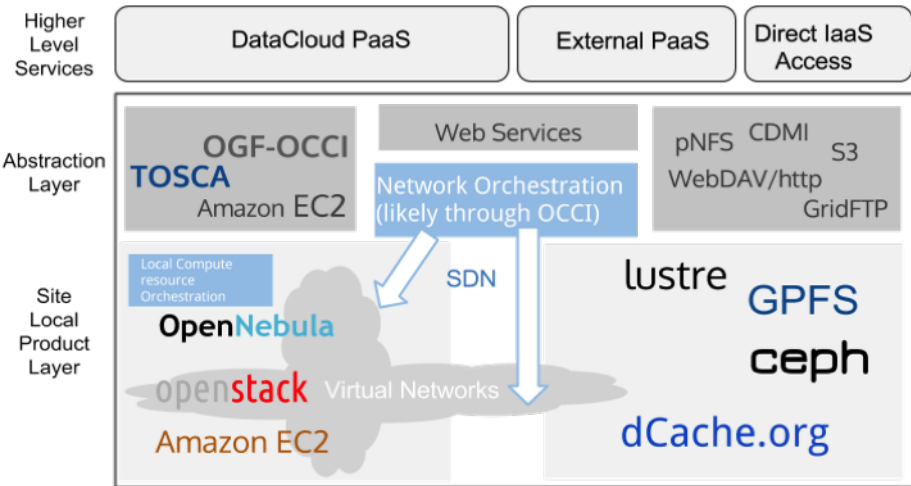 Higher
Level
Services
DataCloud PaaS
External PaaS
Direct IaaS
Access
Abstraction
Layer
OGF-OCCI
TOSCA
Amazon EC2
Web Services
Network Orchestration
(likely through OCCI)
pNFS
CDMI
S3
WebDAV/http
GridFTP
Site
Local
Product
Layer
Local Compute
resource
Orchestration
OpenNebula
openstack
Amazon EC2
Virtual Networks
SDN
lustre
GPFS
ceph
dCache.org